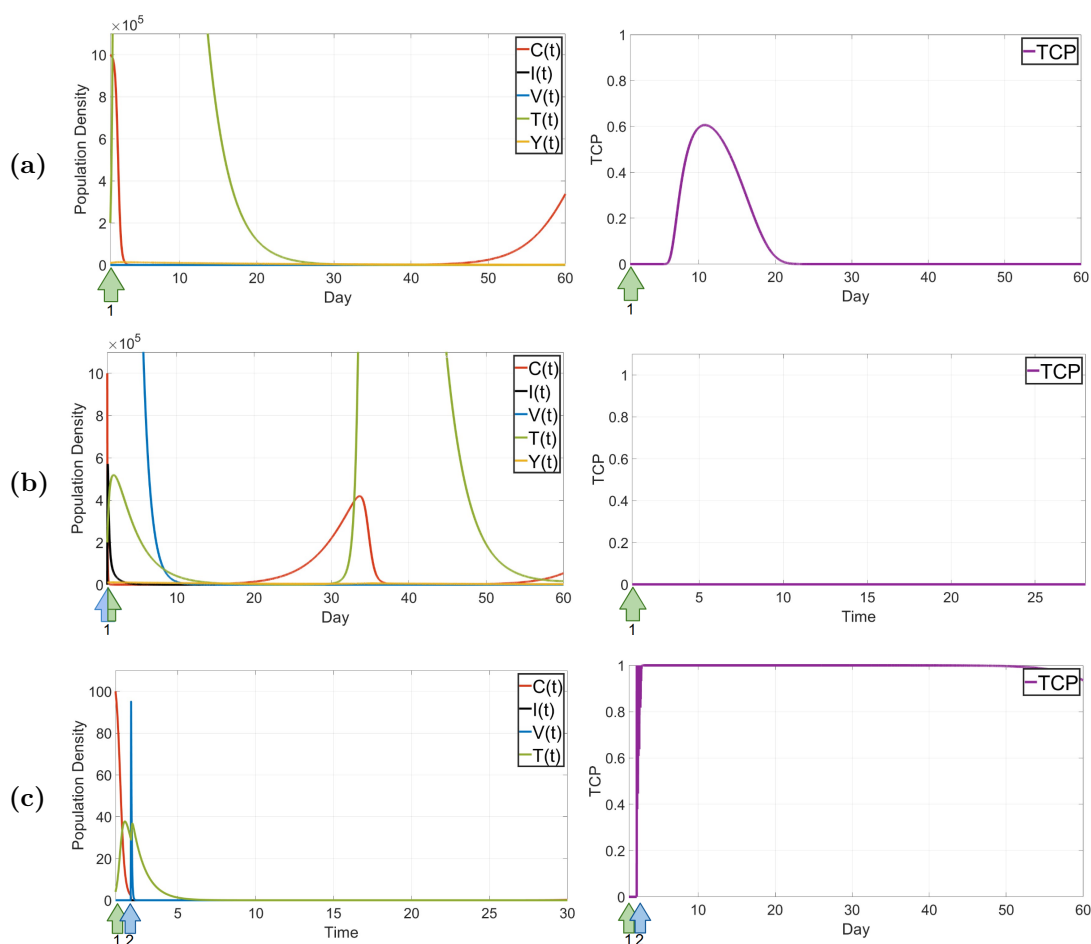 (a)
×10⁵
Population Density
10
8
6
4
2
0
10 20 30 40 50 60
Day
1
C(t)
I(t)
V(t)
T(t)
Y(t)
TCP
1
0.8
0.6
0.4
0.2
0
10 20 30 40 50 60
Day
1
TCP
(b)
×10⁵
Population Density
10
8
6
4
2
0
10 20 30 40 50 60
Day
1
C(t)
I(t)
V(t)
T(t)
Y(t)
TCP
1
0.8
0.6
0.4
0.2
0
5 10 15 20 25
Time
1
TCP
(c)
Population Density
100
80
60
40
20
0
5 10 15 20 25 30
Time
1 2
C(t)
I(t)
V(t)
T(t)
TCP
1
0.8
0.6
0.4
0.2
0
10 20 30 40 50 60
Day
1 2
TCP